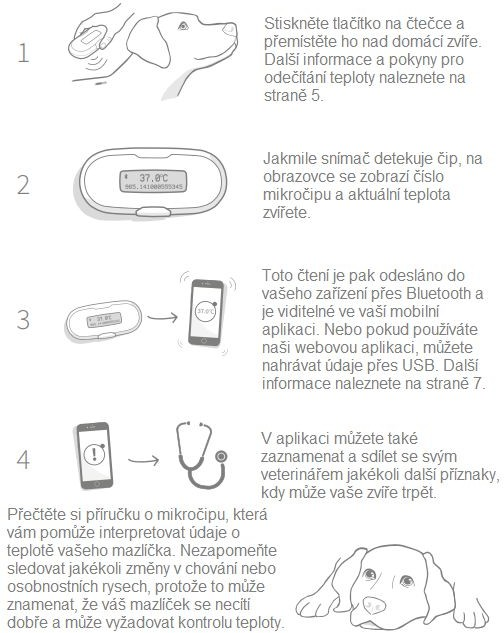 1
Stiskněte tlačítko na čtečce a
přemístěte ho nad domácí zvíře.
Další informace a pokyny pro
odečítání teploty naleznete na
straně 5.
2
37.0°C
985.141000555345
Jakmile snímač detekuje čip, na
obrazovce se zobrazí číslo
mikročipu a aktuální teplota
zvířete.
3
37.0°C
Toto čtení je pak odesláno do
vašeho zařízení přes Bluetooth a
je viditelné ve vaší mobilní
aplikaci. Nebo pokud používáte
naši webovou aplikaci, můžete
nahrávat údaje přes USB. Další
informace naleznete na straně 7.
4
!
V aplikaci můžete také
zaznamenat a sdílet se svým
veterinářem jakékoli další příznaky,
kdy může vaše zvíře trpět.
Přečtěte si příručku o mikročipu, která
vám pomůže interpretovat údaje o
teplotě vašeho mazlíčka. Nezapomeňte
sledovat jakékoli změny v chování nebo
osobnostních rysech, protože to může
znamenat, že váš mazlíček se necítí
dobře a může vyžadovat kontrolu teploty.